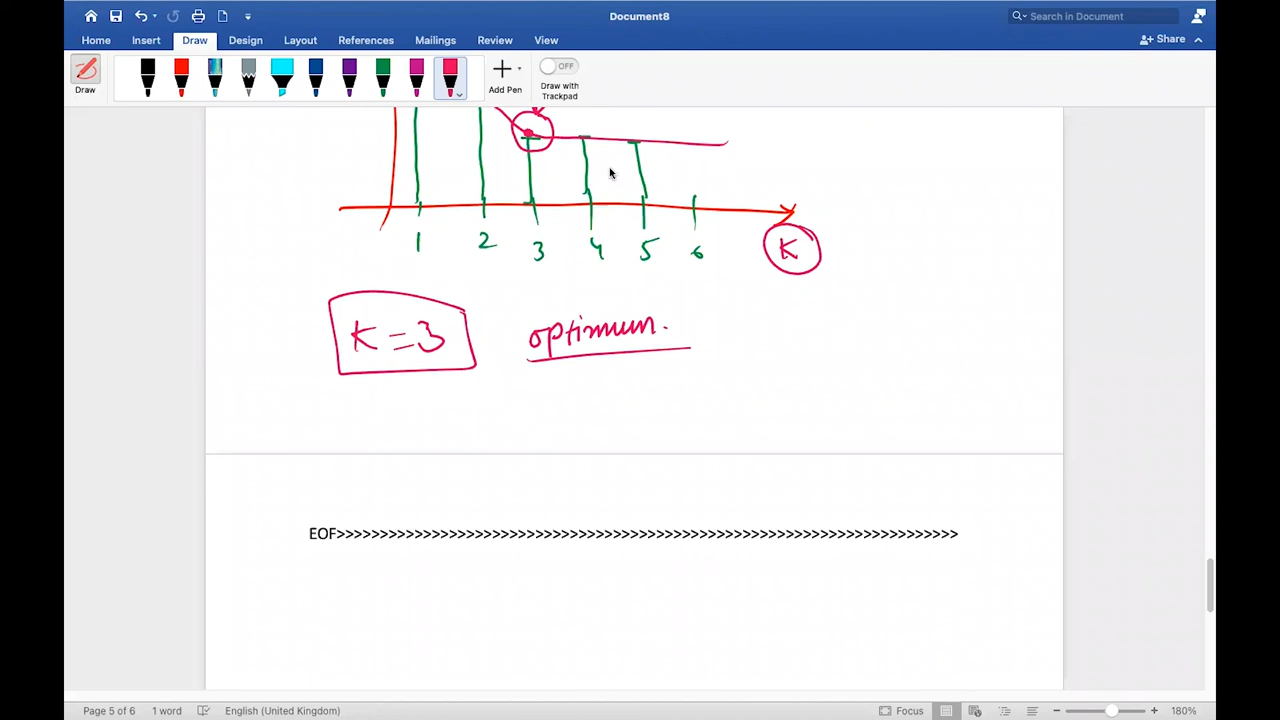 Document8
Search in Document
Home Insert Draw Design Layout References Mailings Review View
Share
Draw
Add Pen
OFF
Draw with
Trackpad
1 2 3 4 5 6 K
K = 3 optimum.
EOF>>>>>>>>>>>>>>>>>>>>>>>>>>>>>>>>>>>>>>>>>>>>>>>>>>>>>>>>>>>>>>>>>>>>>>>>
Page 5 of 6 1 word English (United Kingdom) Focus 180%